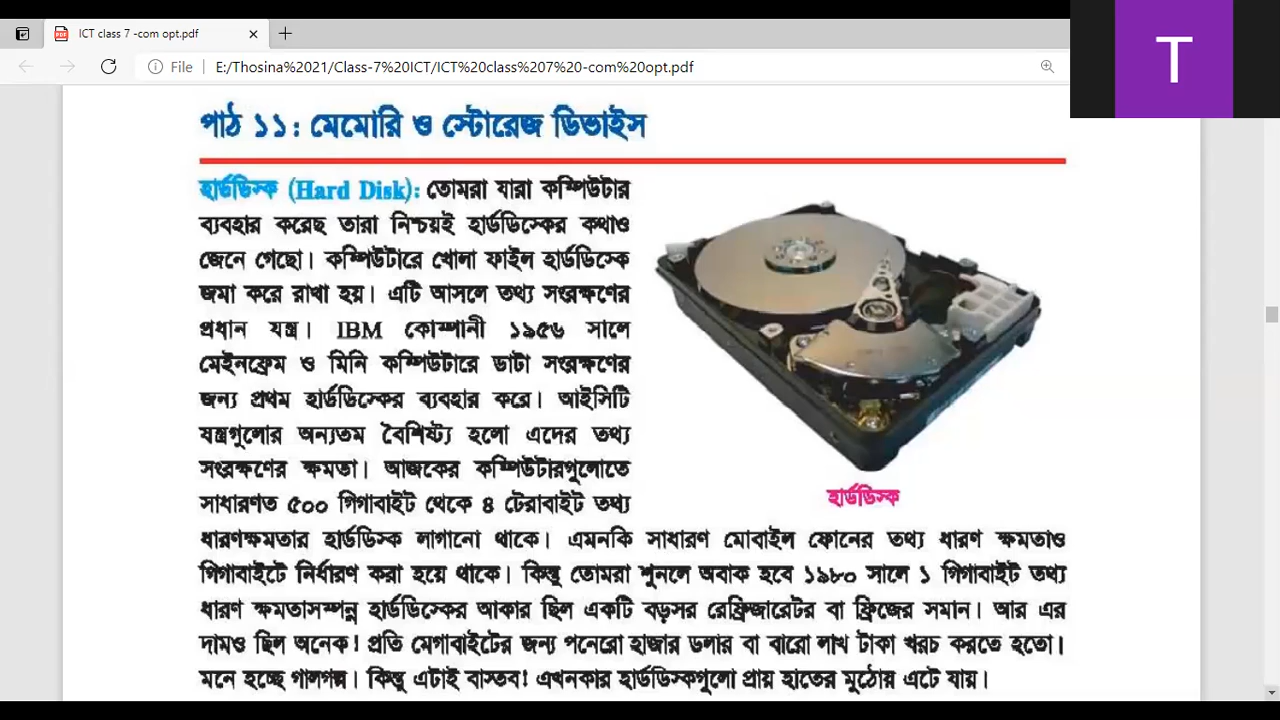 ICT class 7 -com opt.pdf
File
E:/Thosina%2021/Class-7%20ICT/ICT%20class%207%20-com%20opt.pdf
T
পাঠ ১১: মেমোরি ও স্টোরেজ ডিভাইস
হার্ডডিস্ক (Hard Disk): তোমরা যারা কম্পিউটার
ব্যবহার করেছ তারা নিশ্চয়ই হার্ডডিস্কের কথাও
জেনে গেছো। কম্পিউটারে খোলা ফাইল হার্ডডিস্কে
জমা করে রাখা হয়। এটি আসলে তথ্য সংরক্ষণের
প্রধান যন্ত্র। IBM কোম্পানী ১৯৫৬ সালে
মেইনফ্রেম ও মিনি কম্পিউটারে ডাটা সংরক্ষণের
জন্য প্রথম হার্ডডিস্কের ব্যবহার করে। আইসিটি
যন্ত্রগুলোর অন্যতম বৈশিষ্ট্য হলো এদের তথ্য
সংরক্ষণের ক্ষমতা। আজকের কম্পিউটারগুলোতে
সাধারণত ৫০০ গিগাবাইট থেকে ৪ টেরাবাইট তথ্য
ধারণক্ষমতার হার্ডডিস্ক লাগানো থাকে। এমনকি সাধারণ মোবাইল ফোনের তথ্য ধারণ ক্ষমতাও
গিগাবাইটে নির্ধারণ করা হয়ে থাকে। কিন্তু তোমরা শুনলে অবাক হবে ১৯৮০ সালে ১ গিগাবাইট তথ্য
ধারণ ক্ষমতাসম্পন্ন হার্ডডিস্কের আকার ছিল একটি বড়সর রেফ্রিজারেটর বা ফ্রিজের সমান। আর এর
দামও ছিল অনেক! প্রতি মেগাবাইটের জন্য পনেরো হাজার ডলার বা বারো লাখ টাকা খরচ করতে হতো।
মনে হচ্ছে গালগল্প। কিন্তু এটাই বাস্তব! এখনকার হার্ডডিস্কগুলো প্রায় হাতের মুঠোয় এটে যায়।
হার্ডডিস্ক